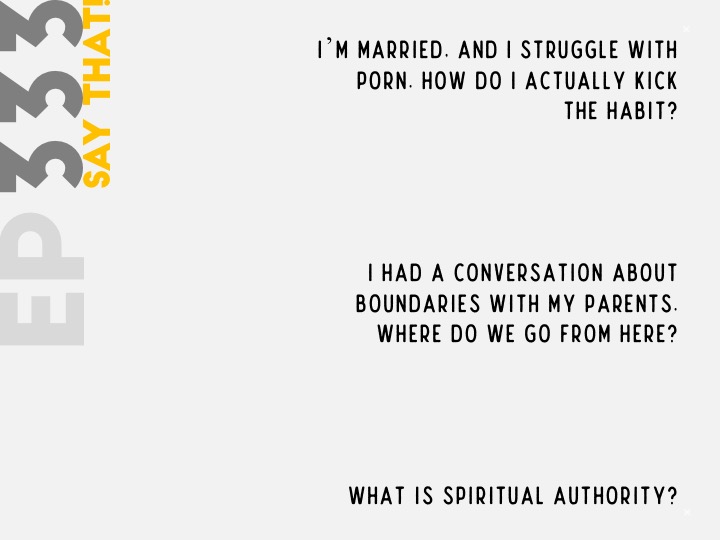 EP 333
SAY THAT!
I'M MARRIED. AND I STRUGGLE WITH
PORN. HOW DO I ACTUALLY KICK
THE HABIT?
I HAD A CONVERSATION ABOUT
BOUNDARIES WITH MY PARENTS.
WHERE DO WE GO FROM HERE?
WHAT IS SPIRITUAL AUTHORITY?